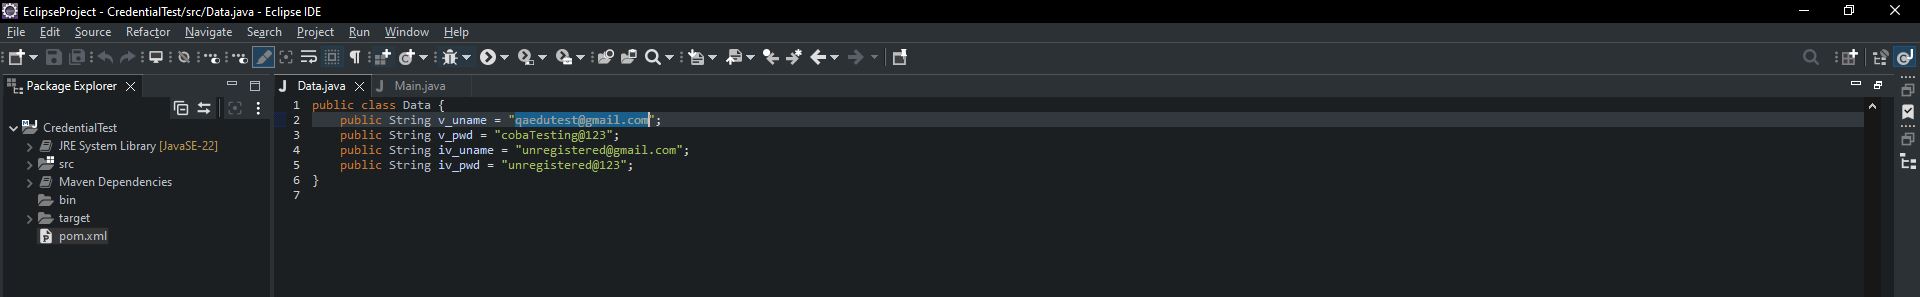 EclipseProject - CredentialTest/src/Data.java - Eclipse IDE
File Edit Source Refactor Navigate Search Project Run Window Help
Package Explorer
Data.java Main.java
CredentialTest
JRE System Library [JavaSE-22]
src
Maven Dependencies
bin
target
pom.xml
1 public class Data {
2 public String v_uname = "qaedutest@gmail.com";
3 public String v_pwd = "cobaTesting@123";
4 public String iv_uname = "unregistered@gmail.com";
5 public String iv_pwd = "unregistered@123";
6 }
7